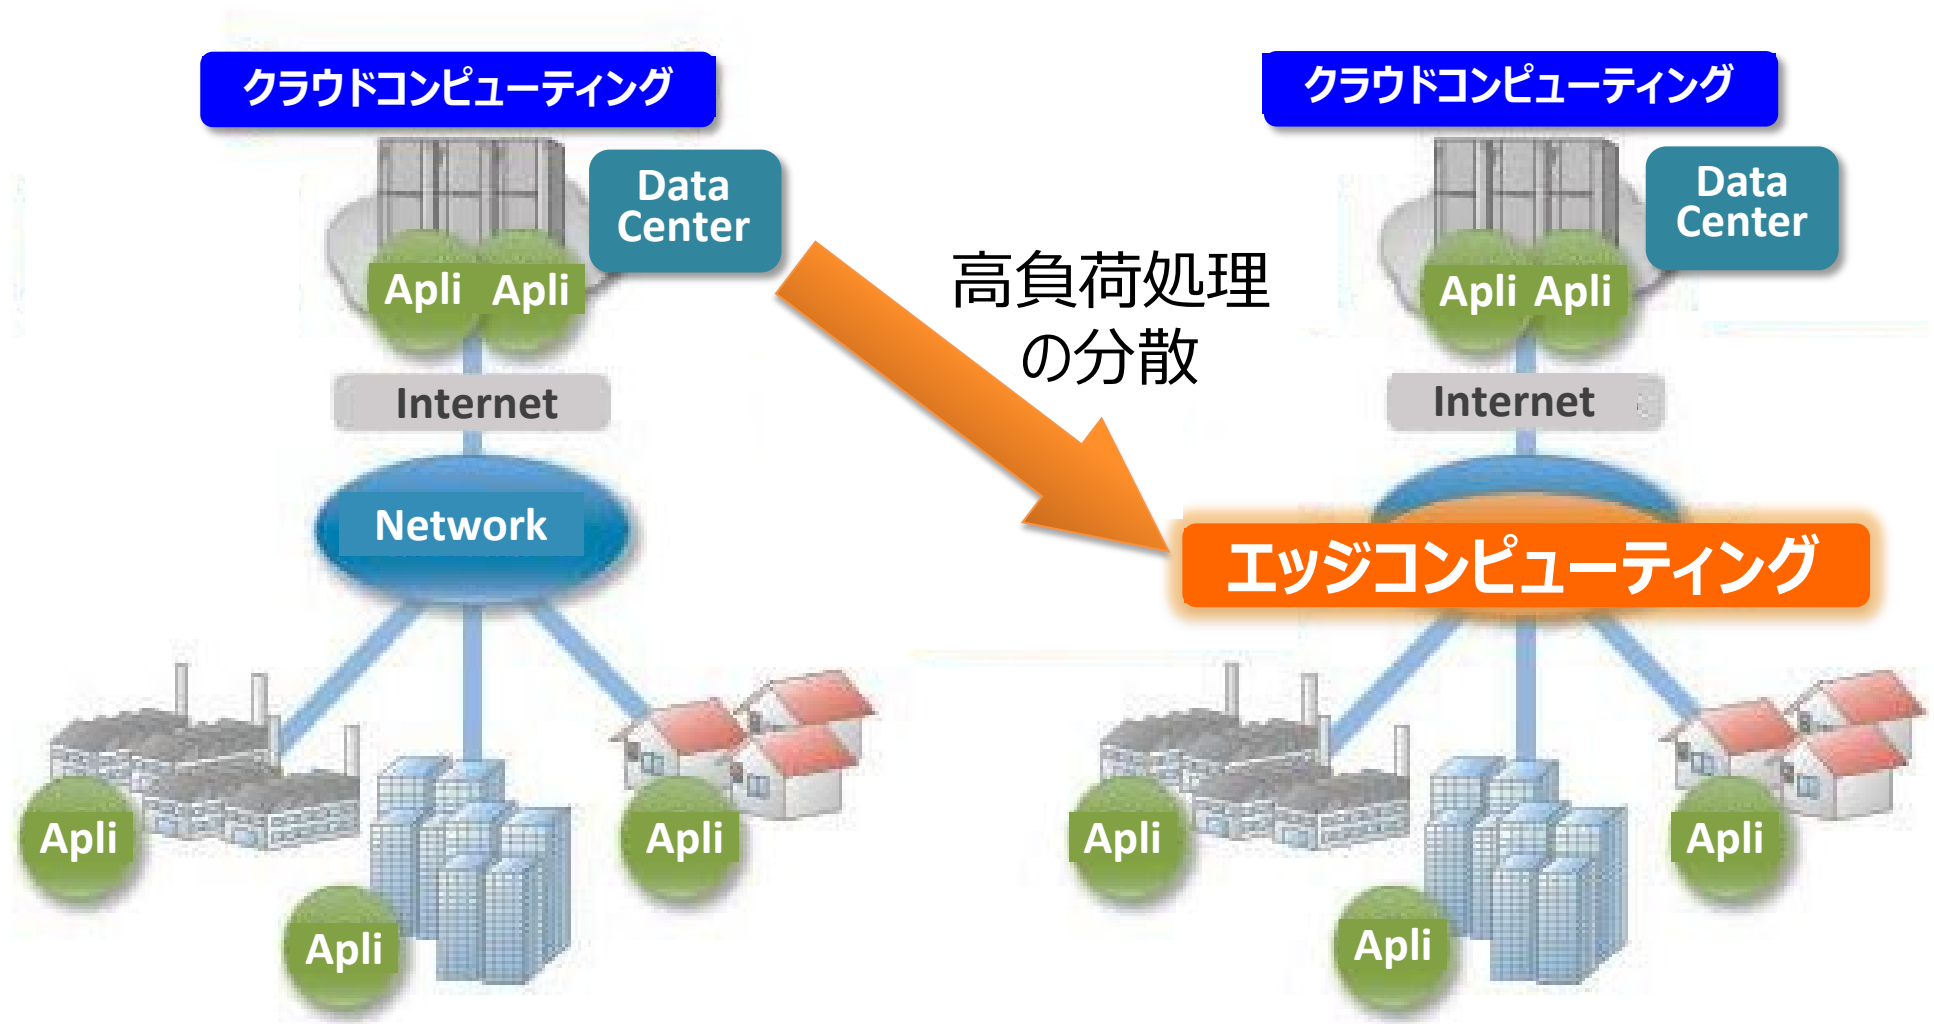 クラウドコンピューティング
Data
Center
Apli Apli
Internet
Network
Apli
Apli
Apli
高負荷処理
の分散
クラウドコンピューティング
Data
Center
Apli Apli
Internet
エッジコンピューティング
Apli
Apli
Apli